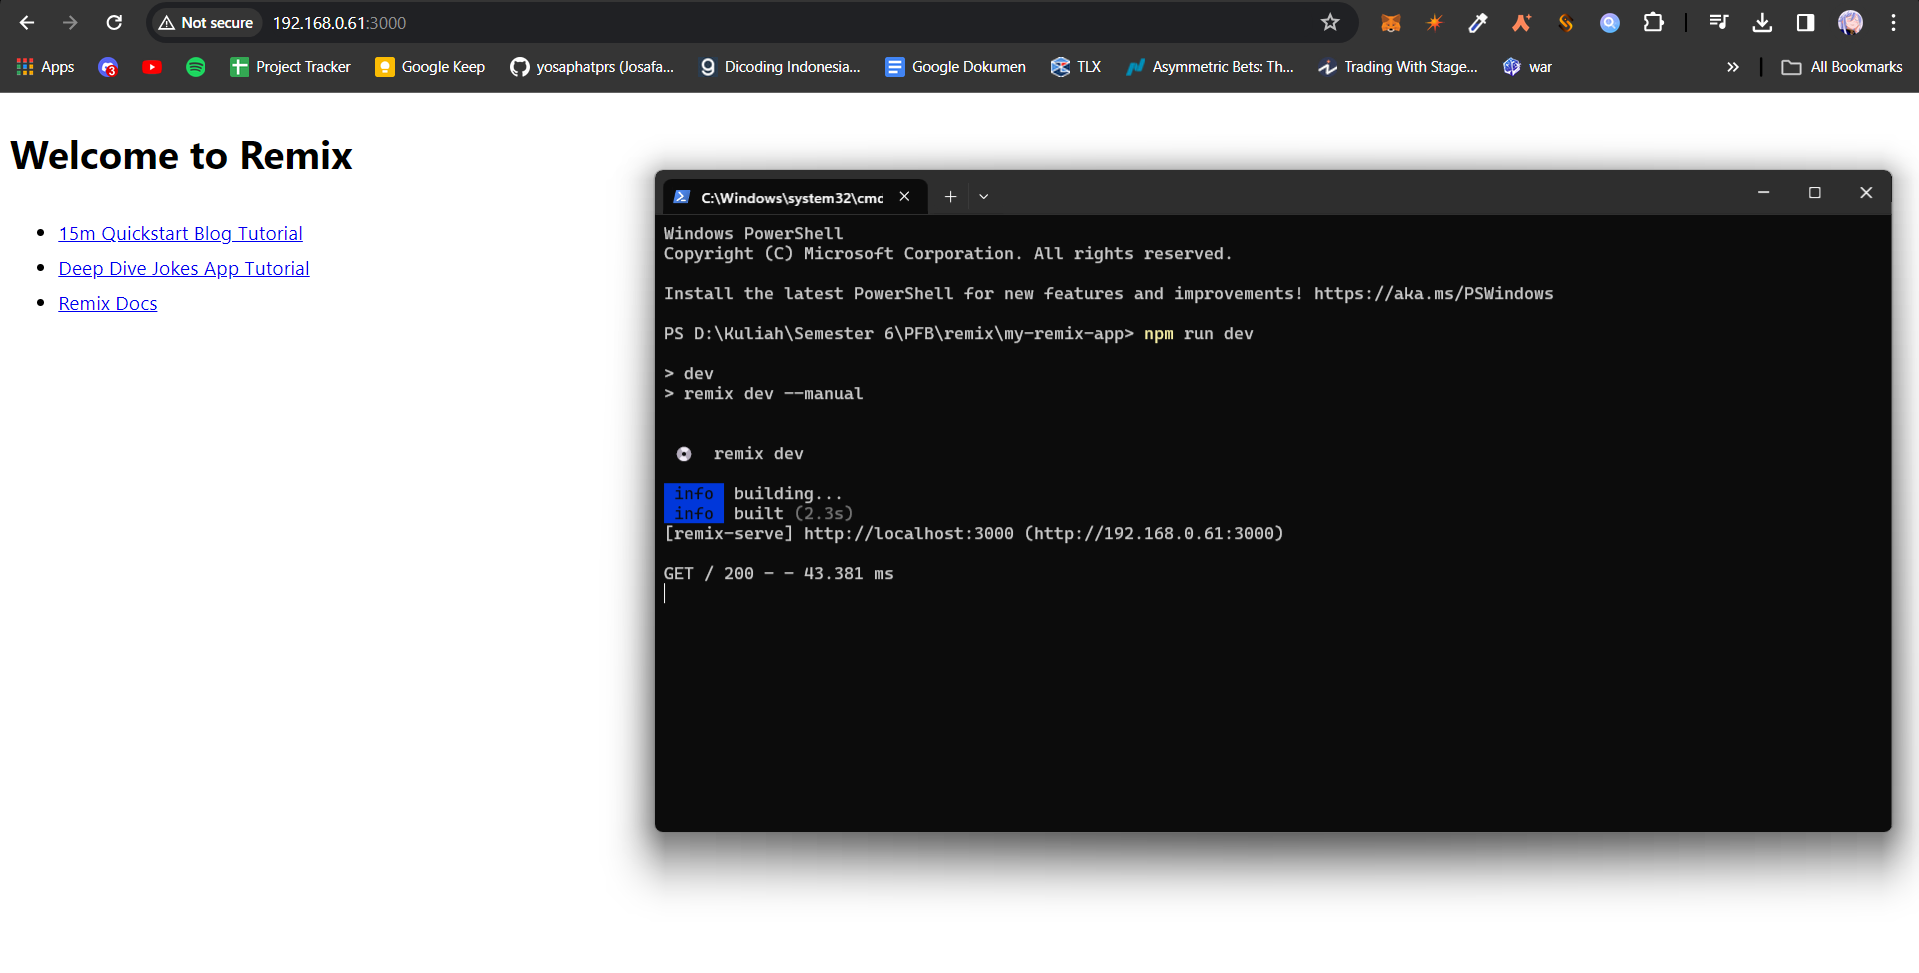 Not secure 192.168.0.61:3000
Apps 3 Project Tracker Google Keep yosaphatprs (Josafa... Dicoding Indonesia... Google Dokumen TLX Asymmetric Bets: Th... Trading With Stage... war » All Bookmarks
Welcome to Remix
15m Quickstart Blog Tutorial
Deep Dive Jokes App Tutorial
Remix Docs
C:\Windows\system32\cmd
Windows PowerShell
Copyright (C) Microsoft Corporation. All rights reserved.
Install the latest PowerShell for new features and improvements! https://aka.ms/PSWindows
PS D:\Kuliah\Semester 6\PFB\remix\my-remix-app> npm run dev
> dev
> remix dev --manual
remix dev
info building...
info built (2.3s)
[remix-serve] http://localhost:3000 (http://192.168.0.61:3000)
GET / 200 - - 43.381 ms